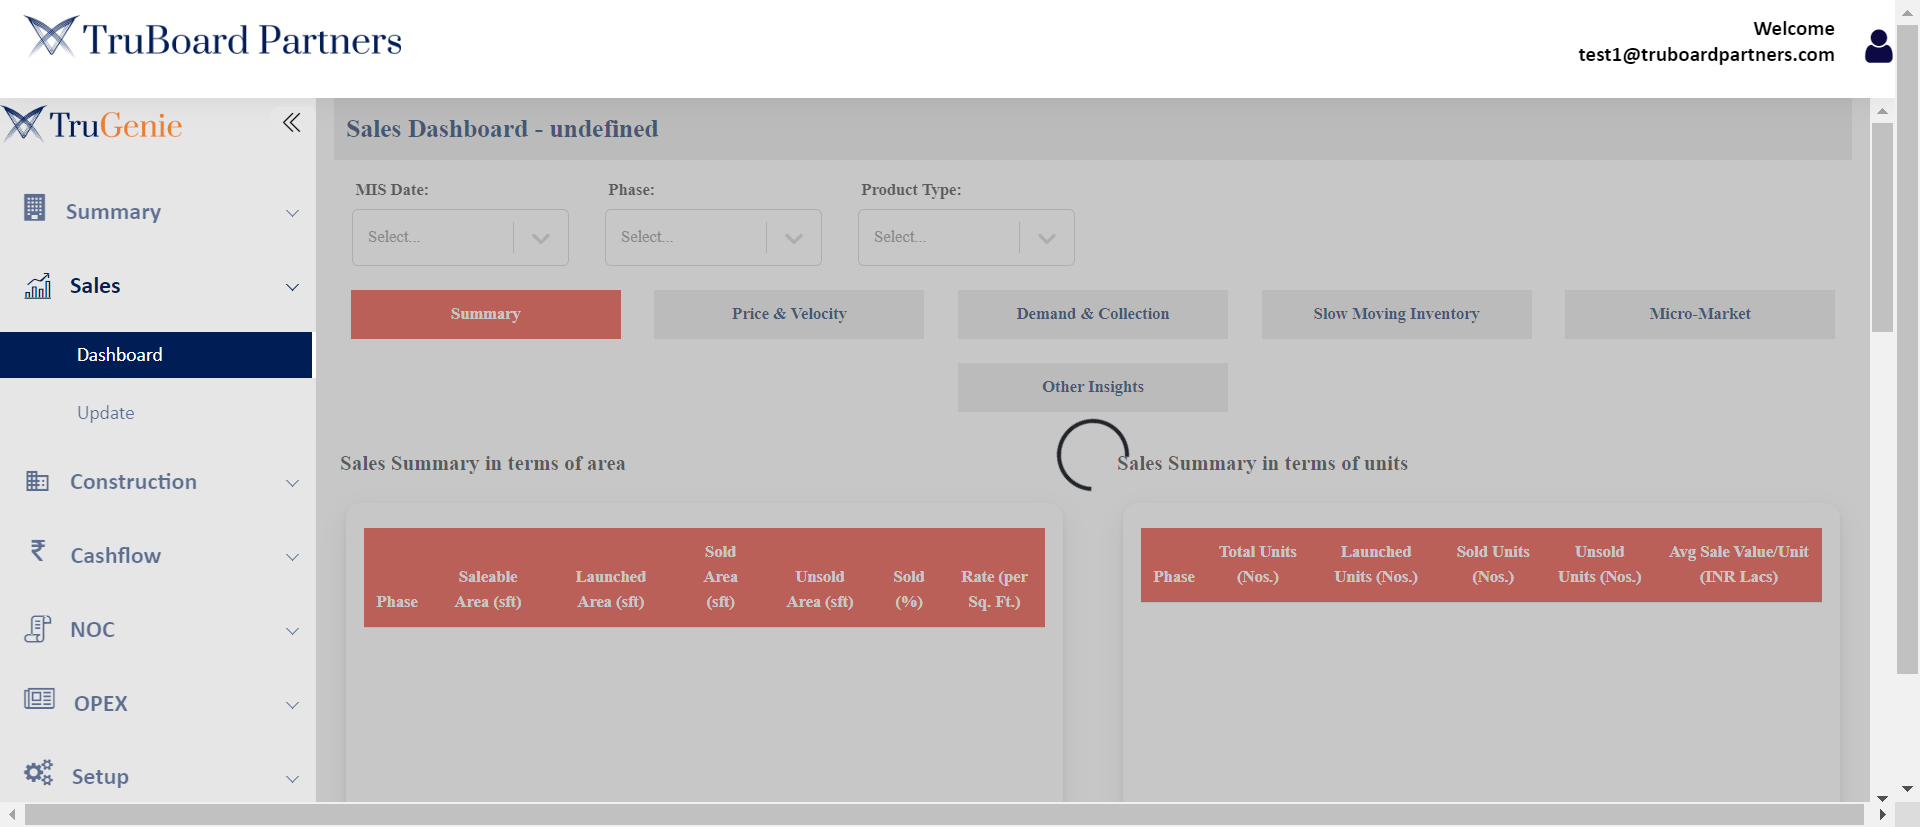 TruBoard Partners
Welcome
test1@truboardpartners.com
TruGenie
Summary
Sales
Dashboard
Update
Construction
Cashflow
NOC
OPEX
Setup
Sales Dashboard - undefined
MIS Date:
Phase:
Product Type:
Select...
Select...
Select...
Summary
Price & Velocity
Demand & Collection
Slow Moving Inventory
Micro-Market
Other Insights
Sales Summary in terms of area
Phase
Saleable
Area (sft)
Launched
Area (sft)
Sold
Area
(sft)
Unsold
Area (sft)
Sold
(%)
Rate (per
Sq. Ft.)
Sales Summary in terms of units
Phase
Total Units
(Nos.)
Launched
Units (Nos.)
Sold Units
(Nos.)
Unsold
Units (Nos.)
Avg Sale Value/Unit
(INR Lacs)